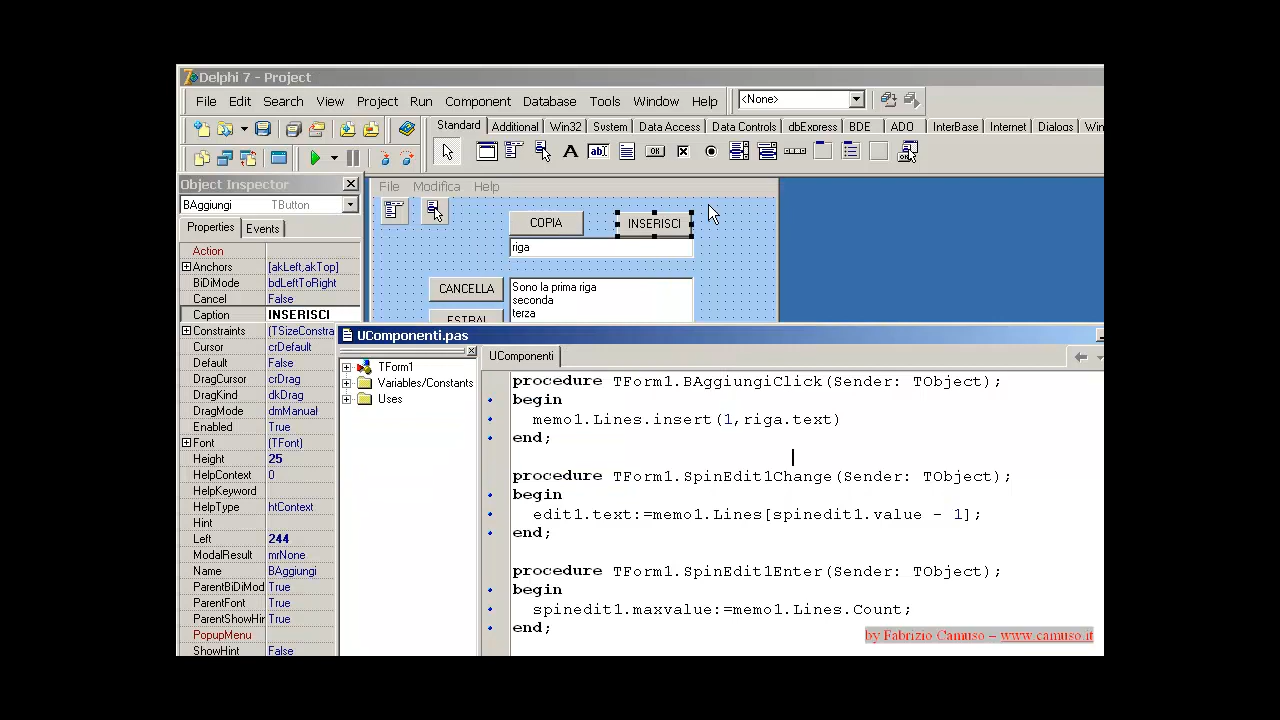 Delphi 7 - Project
File Edit Search View Project Run Component Database Tools Window Help
<None>
Standard Additional Win32 System Data Access Data Controls dbExpress BDE ADO InterBase Internet Dialogs Win
Object Inspector
BAggiungi TButton
Properties Events
Action
Anchors [akLeft,akTop]
BiDiMode bdLeftToRight
Cancel False
Caption INSERISCI
Constraints (TSizeConstra
Cursor crDefault
Default False
DragCursor crDrag
DragKind dkDrag
DragMode dmManual
Enabled True
Font (TFont)
Height 25
HelpContext 0
HelpKeyword
HelpType htContext
Hint
Left 244
ModalResult mrNone
Name BAggiungi
ParentBiDiMod True
ParentFont True
ParentShowHir True
PopupMenu
ShowHint False
File Modifica Help
COPIA INSERISCI
riga
CANCELLA
Sono la prima riga
seconda
terza
UComponenti.pas
TForm1
Variables/Constants
Uses
UComponenti
procedure TForm1.BAggiungiClick(Sender: TObject);
begin
memo1.Lines.insert(1,riga.text)
end;
procedure TForm1.SpinEdit1Change(Sender: TObject);
begin
edit1.text:=memo1.Lines[spinedit1.value - 1];
end;
procedure TForm1.SpinEdit1Enter(Sender: TObject);
begin
spinedit1.maxvalue:=memo1.Lines.Count;
end;
by Fabrizio Camuso – www.camuso.it